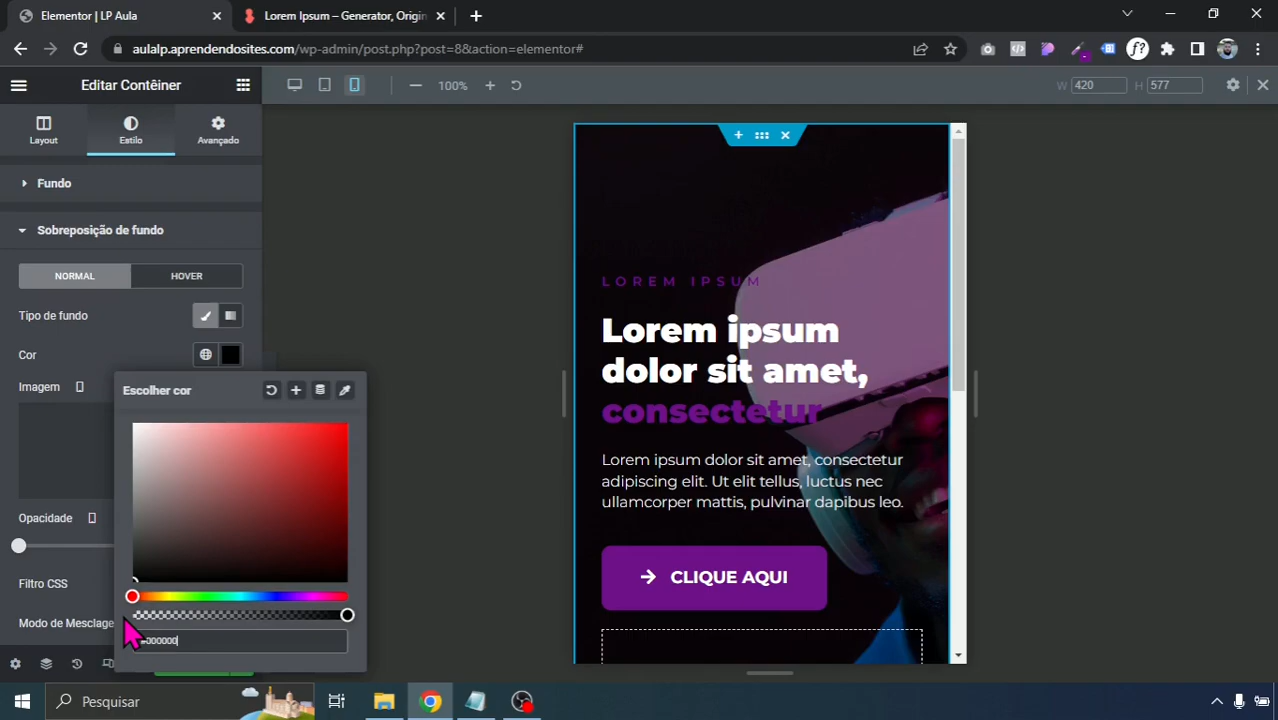 Elementor | LP Aula
Lorem Ipsum – Generator, Origin
aulalp.aprendendosites.com/wp-admin/post.php?post=8&action=elementor#
f?
Editar Contêiner
100%
W 420 H 577
Layout
Estilo
Avançado
Fundo
Sobreposição de fundo
NORMAL
HOVER
Tipo de fundo
Cor
Imagem
Escolher cor
Opacidade
Filtro CSS
Modo de Mesclage
#000000
LOREM IPSUM
Lorem ipsum
dolor sit amet,
consectetur
Lorem ipsum dolor sit amet, consectetur
adipiscing elit. Ut elit tellus, luctus nec
ullamcorper mattis, pulvinar dapibus leo.
CLIQUE AQUI
Pesquisar